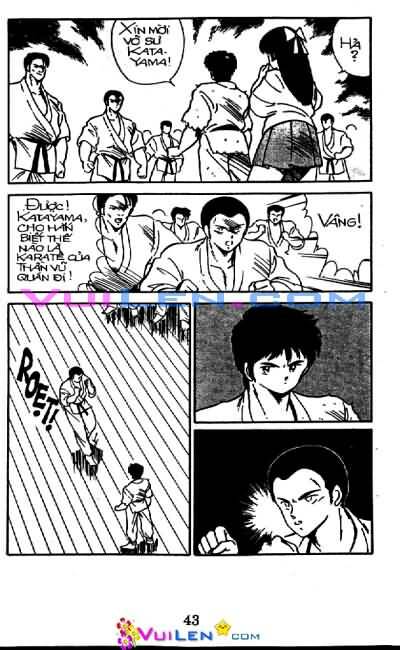 XIN MỜI
VÕ SƯ
KATA-
YAMA!
HẢ
?
ĐƯỢC!
KATAYAMA,
CHO HẮN
BIẾT THẾ
NÀO LÀ
KARATE CỦA
THẦN VŨ
QUÁN ĐI!
VÂNG!
VUILEN.COM
ROẸT!
43
VUILEN.COM